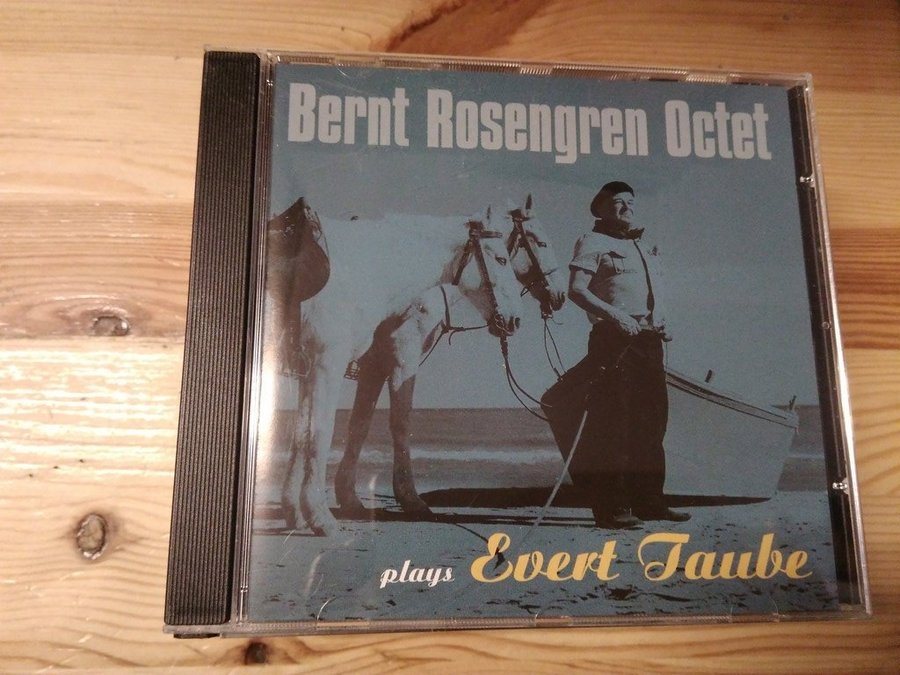 Bernt Rosengren Octet
plays Evert Taube